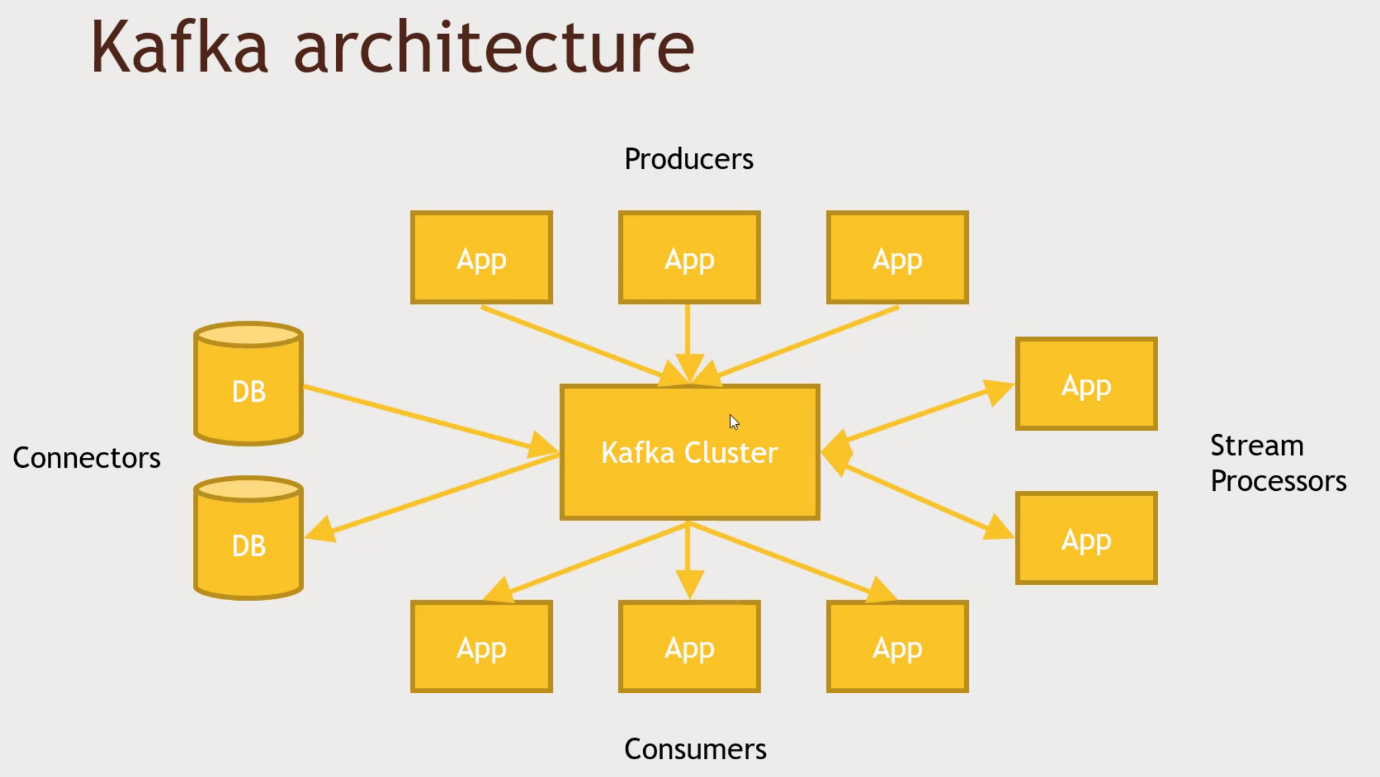 Kafka architecture
Producers
App
App
App
DB
App
Kafka Cluster
Connectors
Stream
Processors
DB
App
App
App
App
Consumers